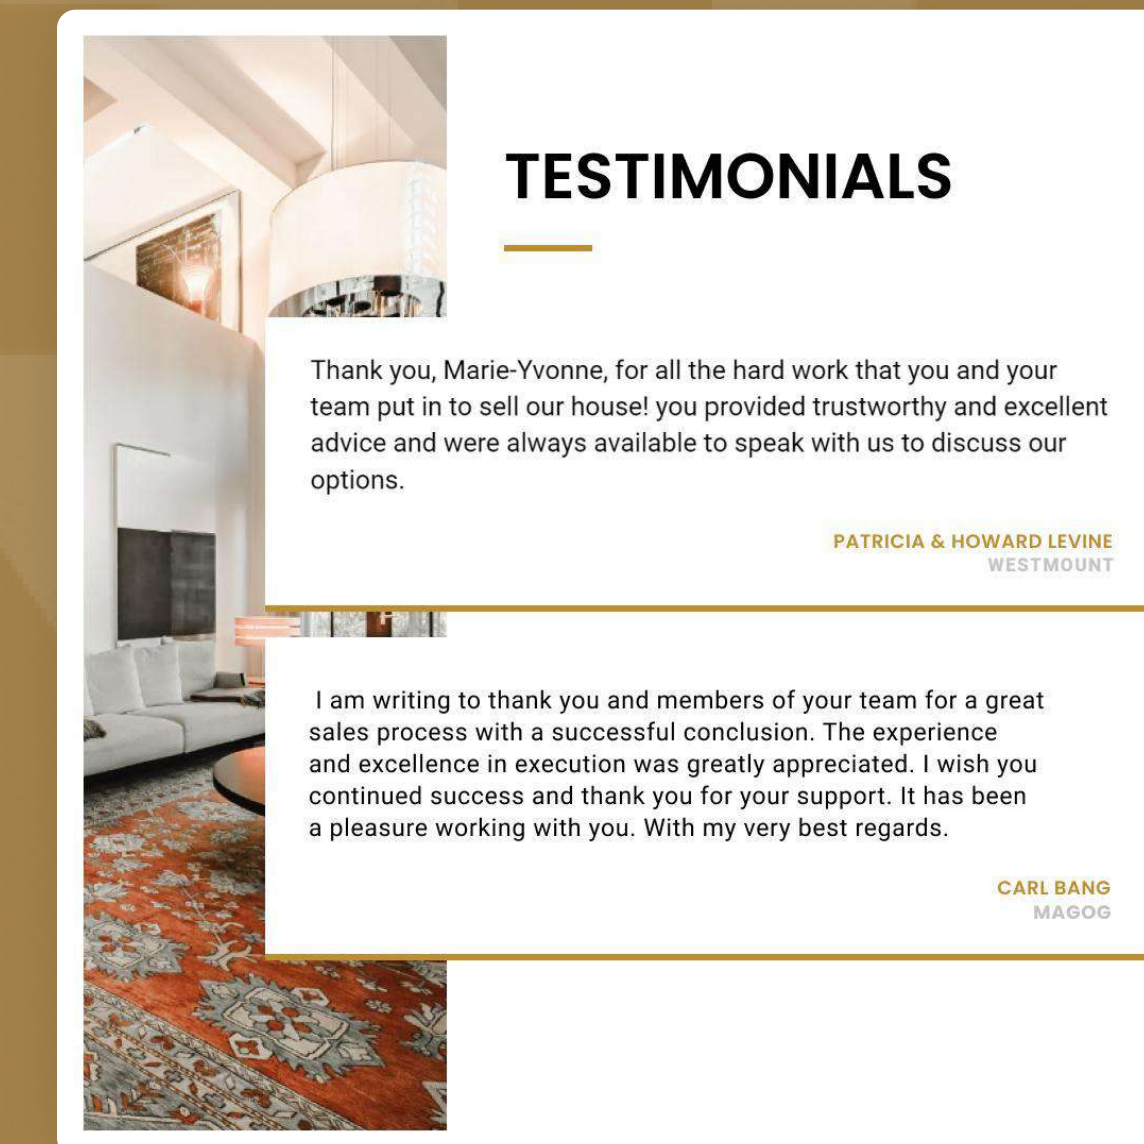 TESTIMONIALS
Thank you, Marie-Yvonne, for all the hard work that you and your
team put in to sell our house! you provided trustworthy and excellent
advice and were always available to speak with us to discuss our
options.
PATRICIA & HOWARD LEVINE
WESTMOUNT
I am writing to thank you and members of your team for a great
sales process with a successful conclusion. The experience
and excellence in execution was greatly appreciated. I wish you
continued success and thank you for your support. It has been
a pleasure working with you. With my very best regards.
CARL BANG
MAGOG